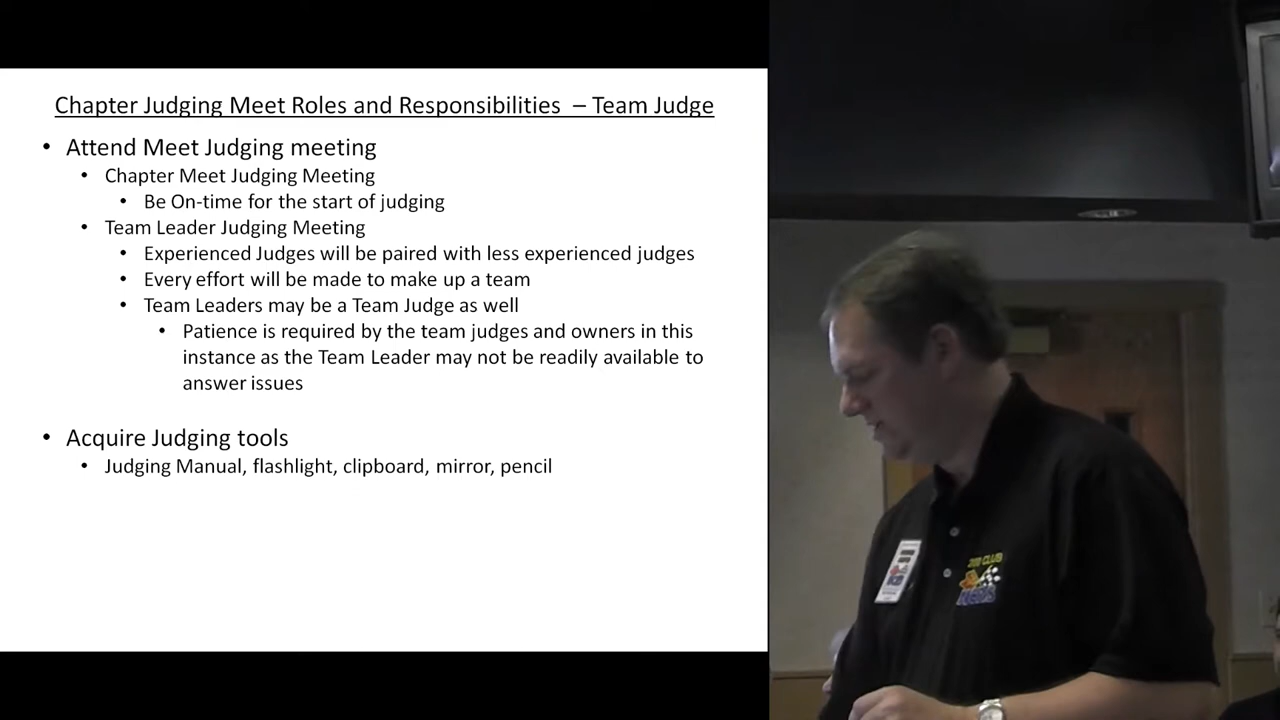 Chapter Judging Meet Roles and Responsibilities – Team Judge
• Attend Meet Judging meeting
• Chapter Meet Judging Meeting
• Be On-time for the start of judging
• Team Leader Judging Meeting
• Experienced Judges will be paired with less experienced judges
• Every effort will be made to make up a team
• Team Leaders may be a Team Judge as well
• Patience is required by the team judges and owners in this
instance as the Team Leader may not be readily available to
answer issues
• Acquire Judging tools
• Judging Manual, flashlight, clipboard, mirror, pencil
CLUB